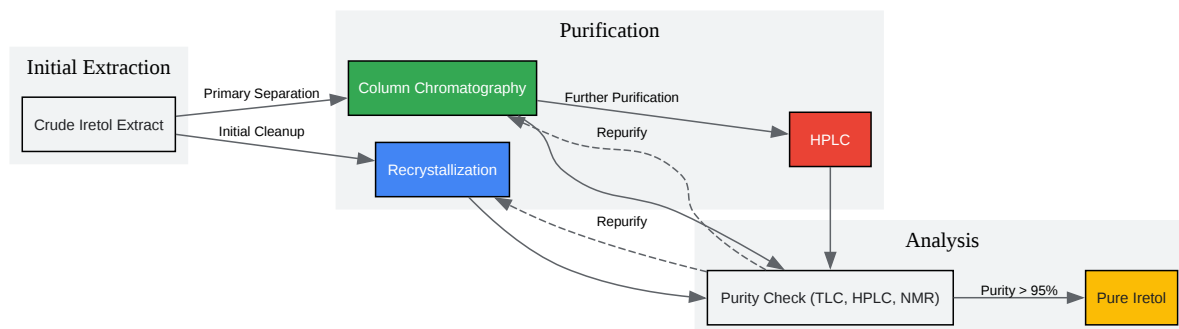 Purification
Initial Extraction
Crude Iretol Extract
Primary Separation
Initial Cleanup
Column Chromatography
Recrystallization
Further Purification
Repurify
HPLC
Repurify
Analysis
Purity Check (TLC, HPLC, NMR)
Purity > 95%
Pure Iretol